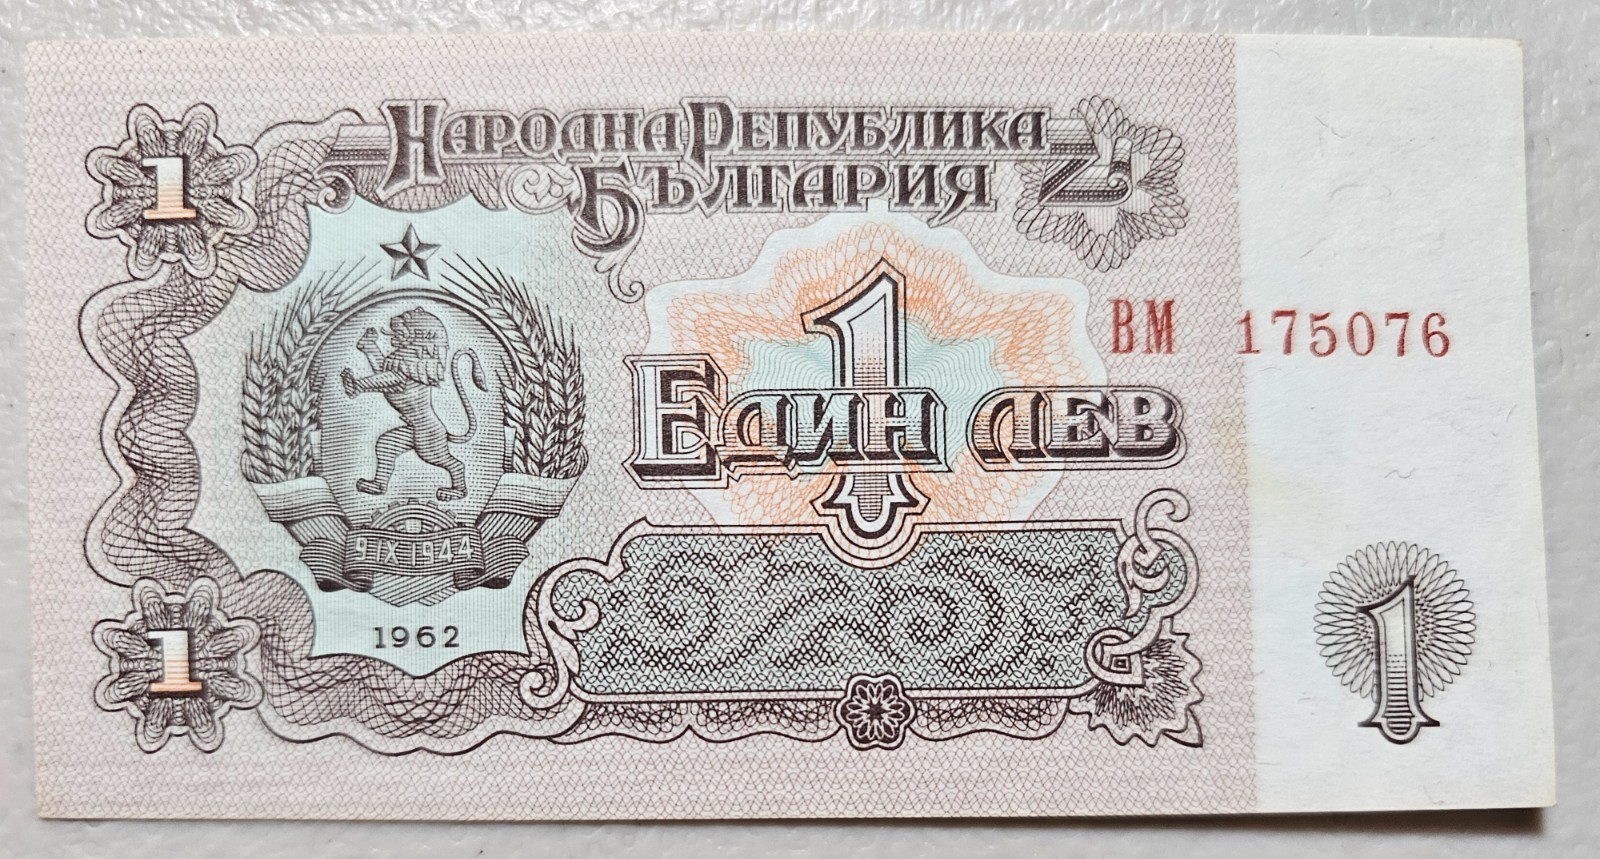 Народна Република
България
1
1
Един лев
ВМ 175076
9 IX 1944
1962
1
1